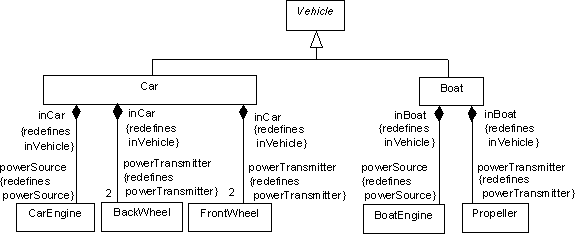 Vehicle
Car
Boat
inCar
{redefines
inVehicle}
inCar
{redefines
inVehicle}
inCar
{redefines
inVehicle}
inBoat
{redefines
inVehicle}
inBoat
{redefines
inVehicle}
powerSource
{redefines
powerSource}
powerTransmitter
{redefines
powerTransmitter}
2
powerTransmitter
{redefines
powerTransmitter}
2
powerSource
{redefines
powerSource}
powerTransmitter
{redefines
powerTransmitter}
CarEngine
BackWheel
FrontWheel
BoatEngine
Propeller